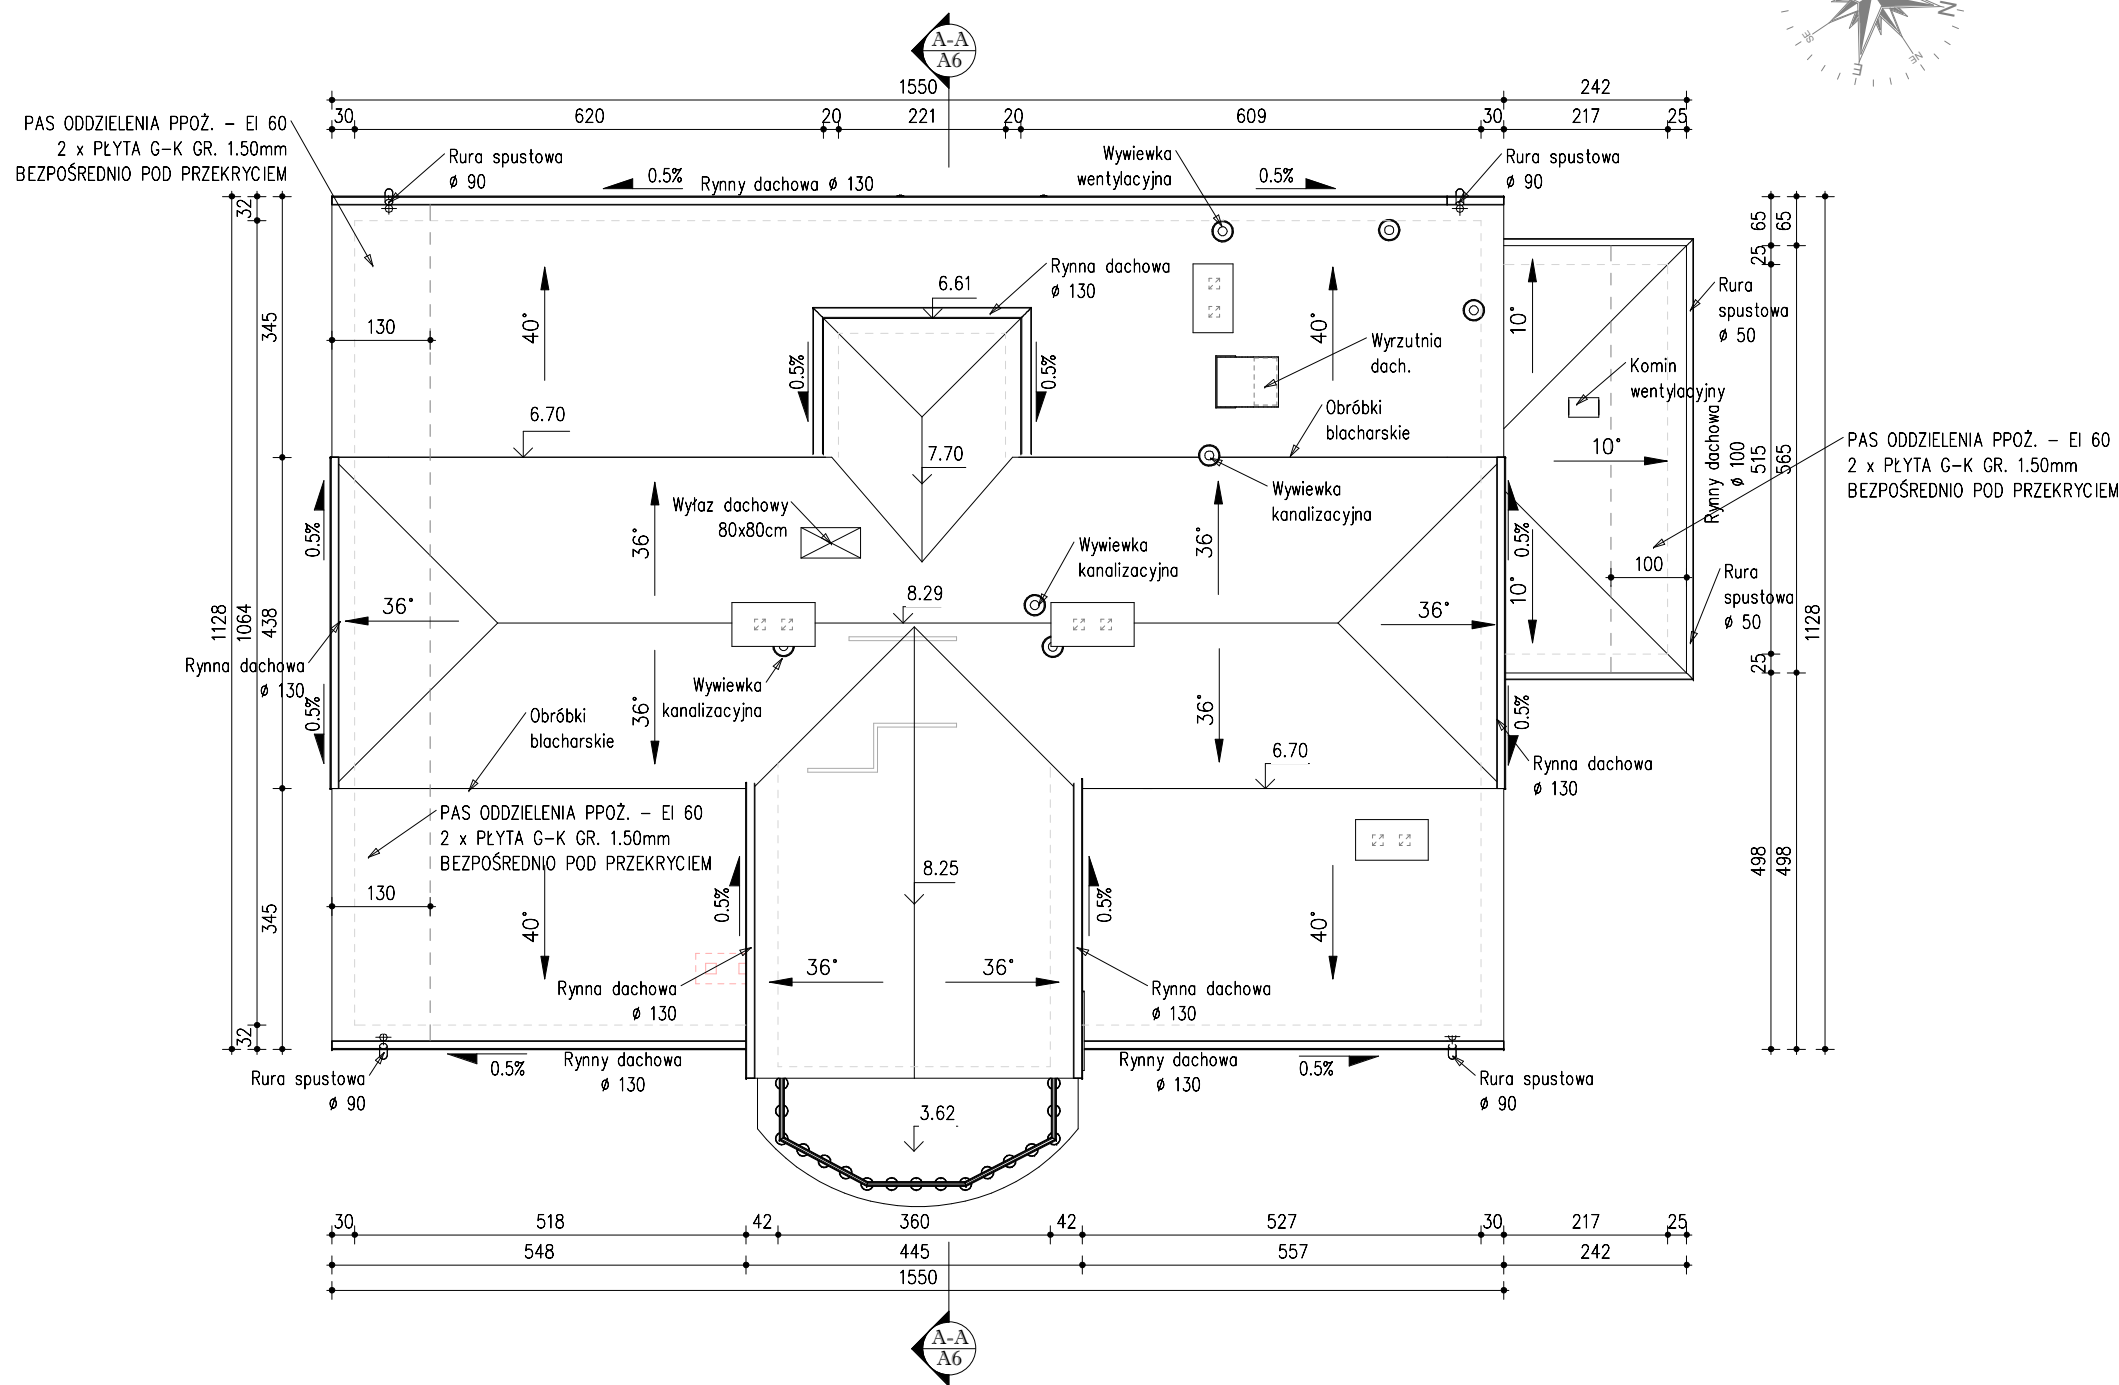 N
SE
E
NE
A-A
A6
1550
242
30
620
20
221
20
609
30
217
25
PAS ODDZIELENIA PPOŻ. – EI 60
2 x PŁYTA G–K GR. 1.50mm
BEZPOŚREDNIO POD PRZEKRYCIEM
Rura spustowa
ø 90
0.5%
Rynny dachowa ø 130
Wywiewka
wentylacyjna
0.5%
Rura spustowa
ø 90
32
345
1128
1064
438
345
32
65
65
25
515
565
1128
25
498
498
130
40°
6.61
Rynna dachowa
ø 130
0.5%
0.5%
40°
Wyrzutnia
dach.
10°
Rura
spustowa
ø 50
Komin
wentylacyjny
Obróbki
blacharskie
6.70
7.70
10°
Rynny dachowa
ø 100
PAS ODDZIELENIA PPOŻ. – EI 60
2 x PŁYTA G–K GR. 1.50mm
BEZPOŚREDNIO POD PRZEKRYCIEM
0.5%
36°
Wyłaz dachowy
80x80cm
36°
Wywiewka
kanalizacyjna
Wywiewka
kanalizacyjna
0.5%
10°
100
Rura
spustowa
ø 50
36°
8.29
36°
Rynna dachowa
ø 130
0.5%
36°
Wywiewka
kanalizacyjna
36°
0.5%
Obróbki
blacharskie
6.70
Rynna dachowa
ø 130
PAS ODDZIELENIA PPOŻ. – EI 60
2 x PŁYTA G–K GR. 1.50mm
BEZPOŚREDNIO POD PRZEKRYCIEM
8.25
130
40°
0.5%
0.5%
40°
36°
36°
Rynna dachowa
ø 130
Rynna dachowa
ø 130
Rura spustowa
ø 90
0.5%
Rynny dachowa
ø 130
Rynny dachowa
ø 130
0.5%
Rura spustowa
ø 90
3.62
30
518
42
360
42
527
30
217
25
548
445
557
242
1550
A-A
A6